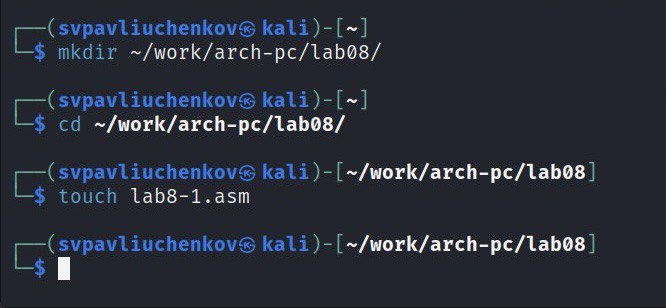 ┌──(svpavliuchenkov㉿kali)-[~]
└─$ mkdir ~/work/arch-pc/lab08/
┌──(svpavliuchenkov㉿kali)-[~]
└─$ cd ~/work/arch-pc/lab08/
┌──(svpavliuchenkov㉿kali)-[~/work/arch-pc/lab08]
└─$ touch lab8-1.asm
┌──(svpavliuchenkov㉿kali)-[~/work/arch-pc/lab08]
└─$